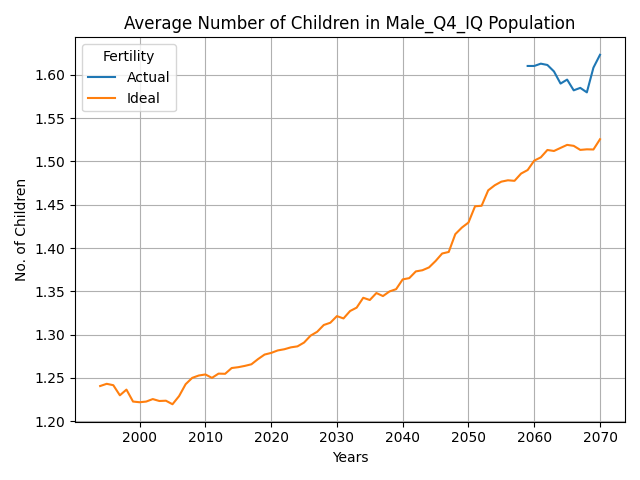 Average Number of Children in Male_Q4_IQ Population
Fertility
Actual
Ideal
No. of Children
1.60
1.55
1.50
1.45
1.40
1.35
1.30
1.25
1.20
2000 2010 2020 2030 2040 2050 2060 2070
Years